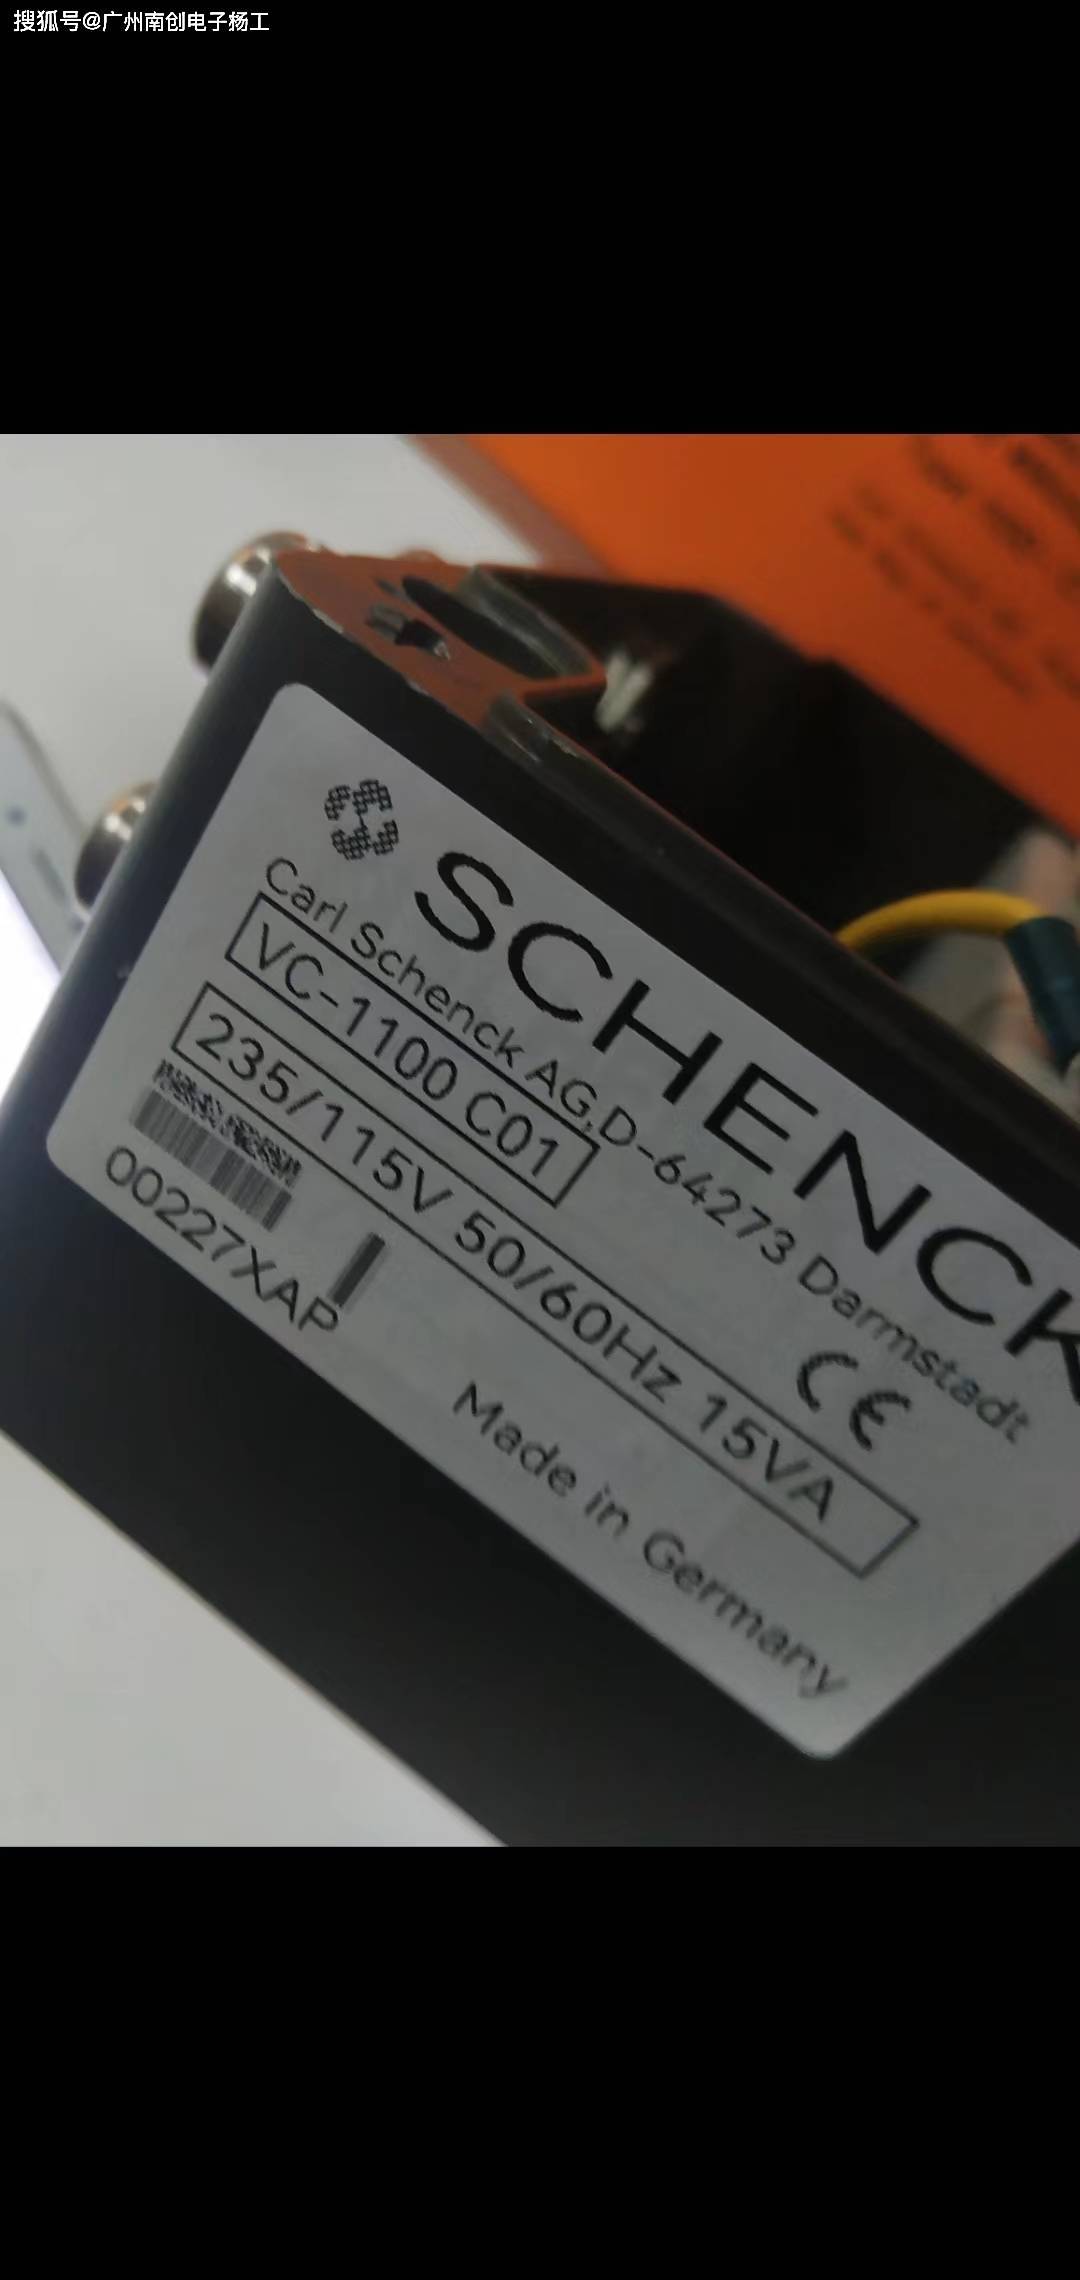 搜狐号@广州南创电子杨工
SCHENCK
Carl Schenck AG,D-64273 Darmstadt
VC-1100 C01
CE
235/115V 50/60Hz 15VA
00227XAP
Made in Germany